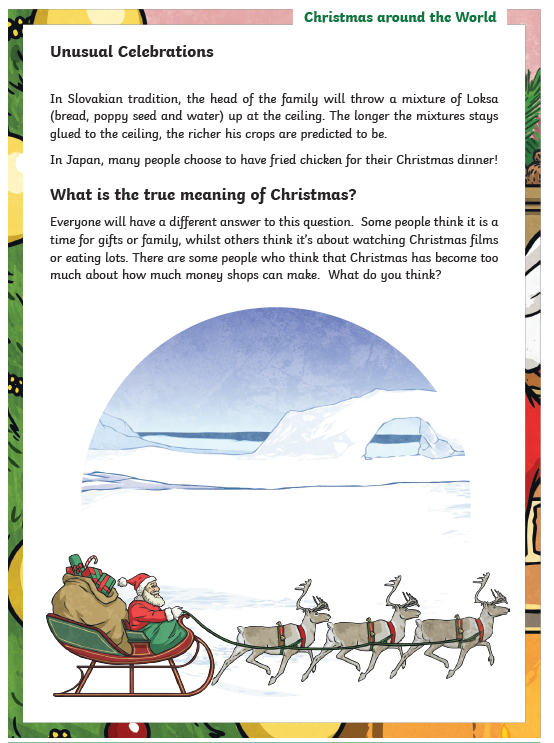 Christmas around the World
Unusual Celebrations
In Slovakian tradition, the head of the family will throw a mixture of Loksa
(bread, poppy seed and water) up at the ceiling. The longer the mixtures stays
glued to the ceiling, the richer his crops are predicted to be.
In Japan, many people choose to have fried chicken for their Christmas dinner!
What is the true meaning of Christmas?
Everyone will have a different answer to this question. Some people think it is a
time for gifts or family, whilst others think it's about watching Christmas films
or eating lots. There are some people who think that Christmas has become too
much about how much money shops can make. What do you think?